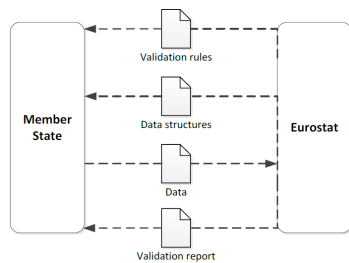 Validation rules
Data structures
Member
State
Eurostat
Data
Validation report